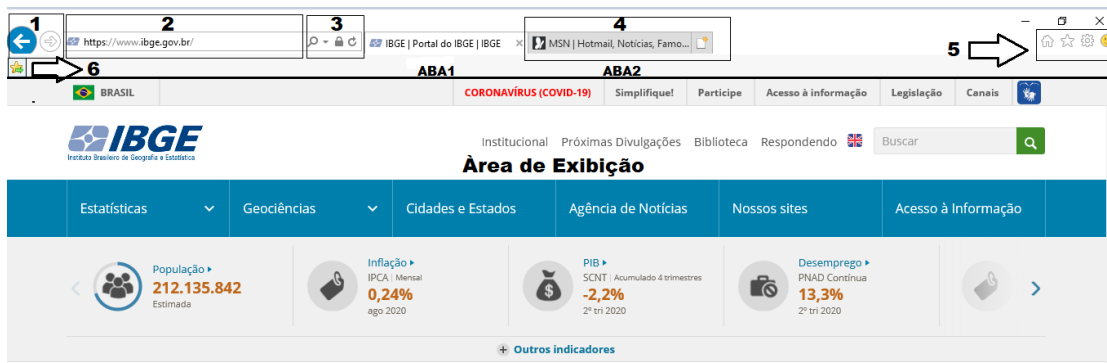 1 2 3 4
https://www.ibge.gov.br/ IBGE | Portal do IBGE | IBGE MSN | Hotmail, Notícias, Famo...
5
6 ABA1 ABA2
BRASIL CORONAVÍRUS (COVID-19) Simplifique! Participe Acesso à informação Legislação Canais
IBGE
Instituto Brasileiro de Geografia e Estatística
Institucional Próximas Divulgações Biblioteca Respondendo Buscar
Àrea de Exibição
Estatísticas Geociências Cidades e Estados Agência de Notícias Nossos sites Acesso à Informação
População
212.135.842
Estimada
Inflação
IPCA | Mensal
0,24%
ago 2020
PIB
SCNT | Acumulado 4 trimestres
-2,2%
2º tri 2020
Desemprego
PNAD Contínua
13,3%
2º tri 2020
Outros indicadores